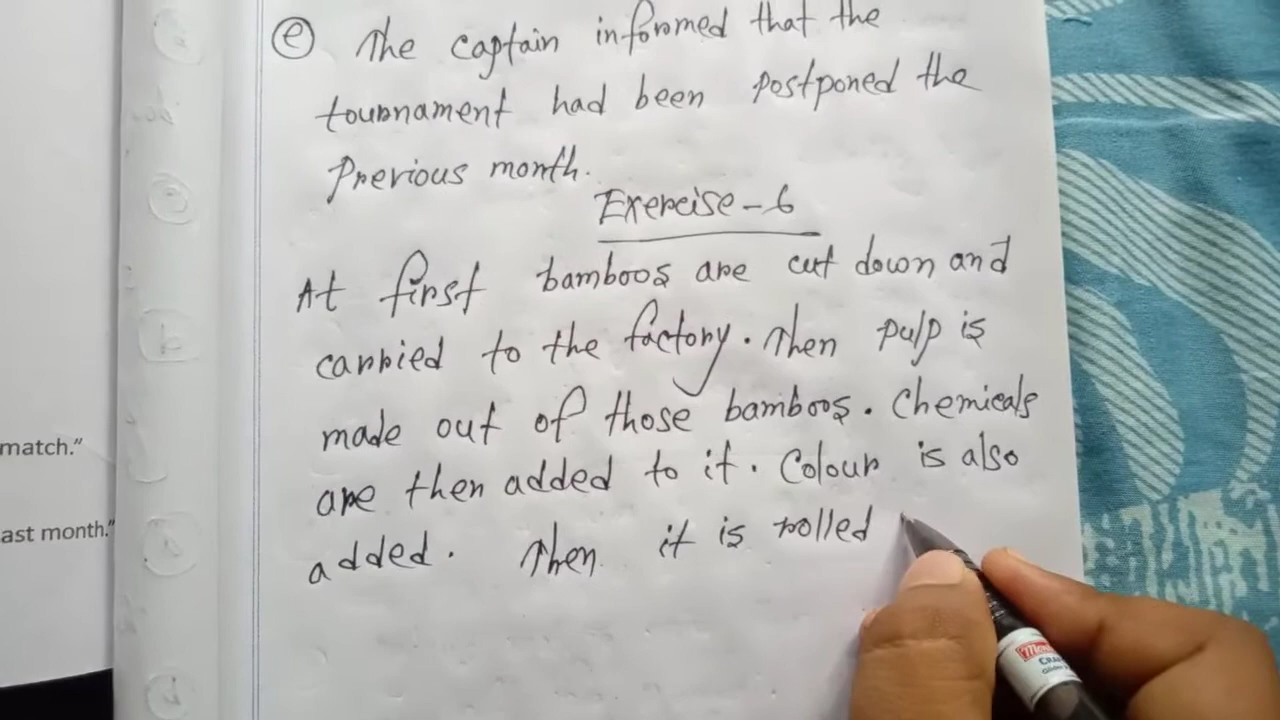 match."
ast month."
ⓔ The captain informed that the
tournament had been postponed the
Previous month.
Exercise-6
At first bamboos are cut down and
carried to the factory. Then pulp is
made out of those bamboos. Chemicals
are then added to it. Colour is also
added. Then it is rolled